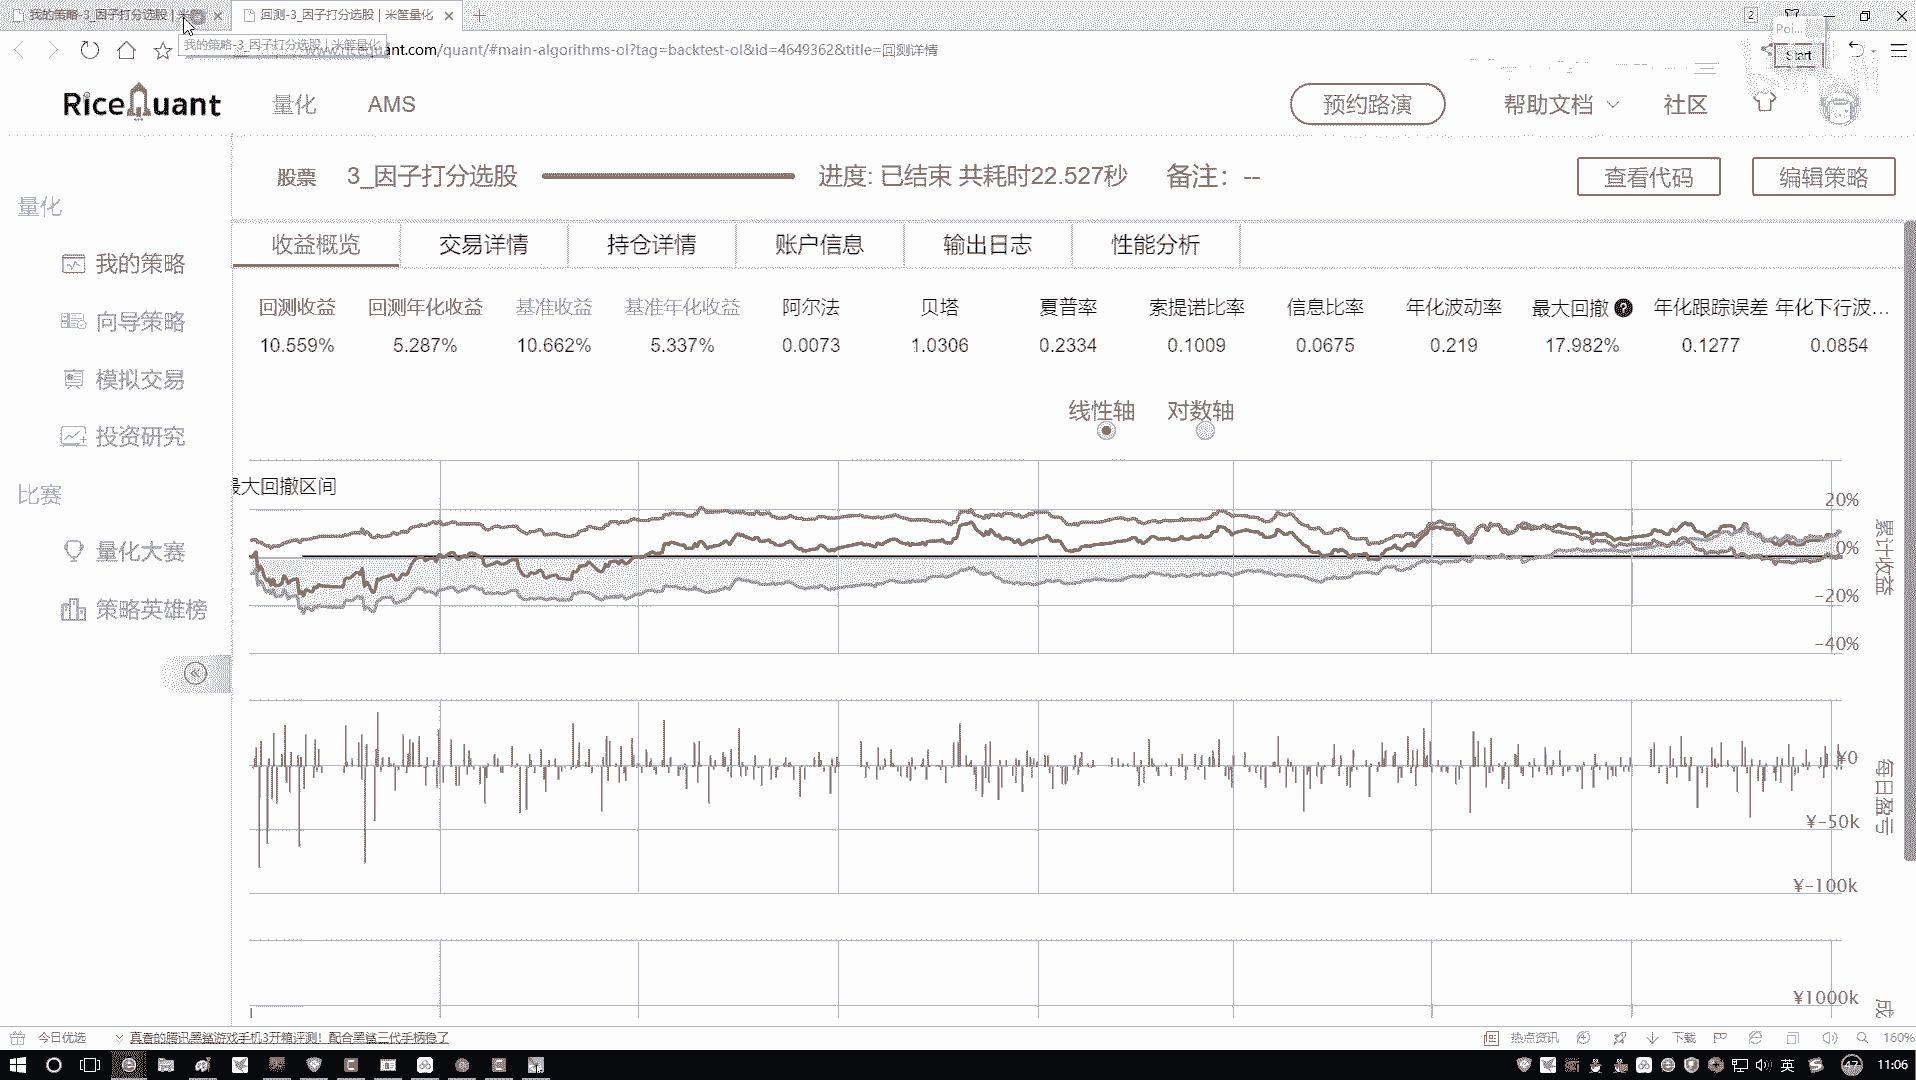 我的策略-3_因子打分选股 | 米
回测-3_因子打分选股 | 米筐量化
2
我的策略-3_因子打分选股 | 米筐量化
www.ricequant.com/quant/#main-algorithms-ol?tag=backtest-ol&id=4649362&title=回测详情
Poi...
Start
RiceQuant
量化
AMS
预约路演
帮助文档
社区
股票
3_因子打分选股
进度: 已结束 共耗时22.527秒
备注：--
查看代码
编辑策略
量化
我的策略
向导策略
模拟交易
投资研究
比赛
量化大赛
策略英雄榜
收益概览 交易详情 持仓详情 账户信息 输出日志 性能分析
回测收益 回测年化收益 基准收益 基准年化收益 阿尔法 贝塔 夏普率 索提诺比率 信息比率 年化波动率 最大回撤 年化跟踪误差 年化下行波...
10.559% 5.287% 10.662% 5.337% 0.0073 1.0306 0.2334 0.1009 0.0675 0.219 17.982% 0.1277 0.0854
线性轴 对数轴
最大回撤区间
20%
0%
-20%
-40%
累计收益
¥0
¥-50k
¥-100k
每日盈亏
¥1000k
成
今日优选
真香的腾讯黑鲨游戏手机3开箱评测！配合黑鲨三代手柄稳了
热点资讯
下载
160%
英
47
11:06